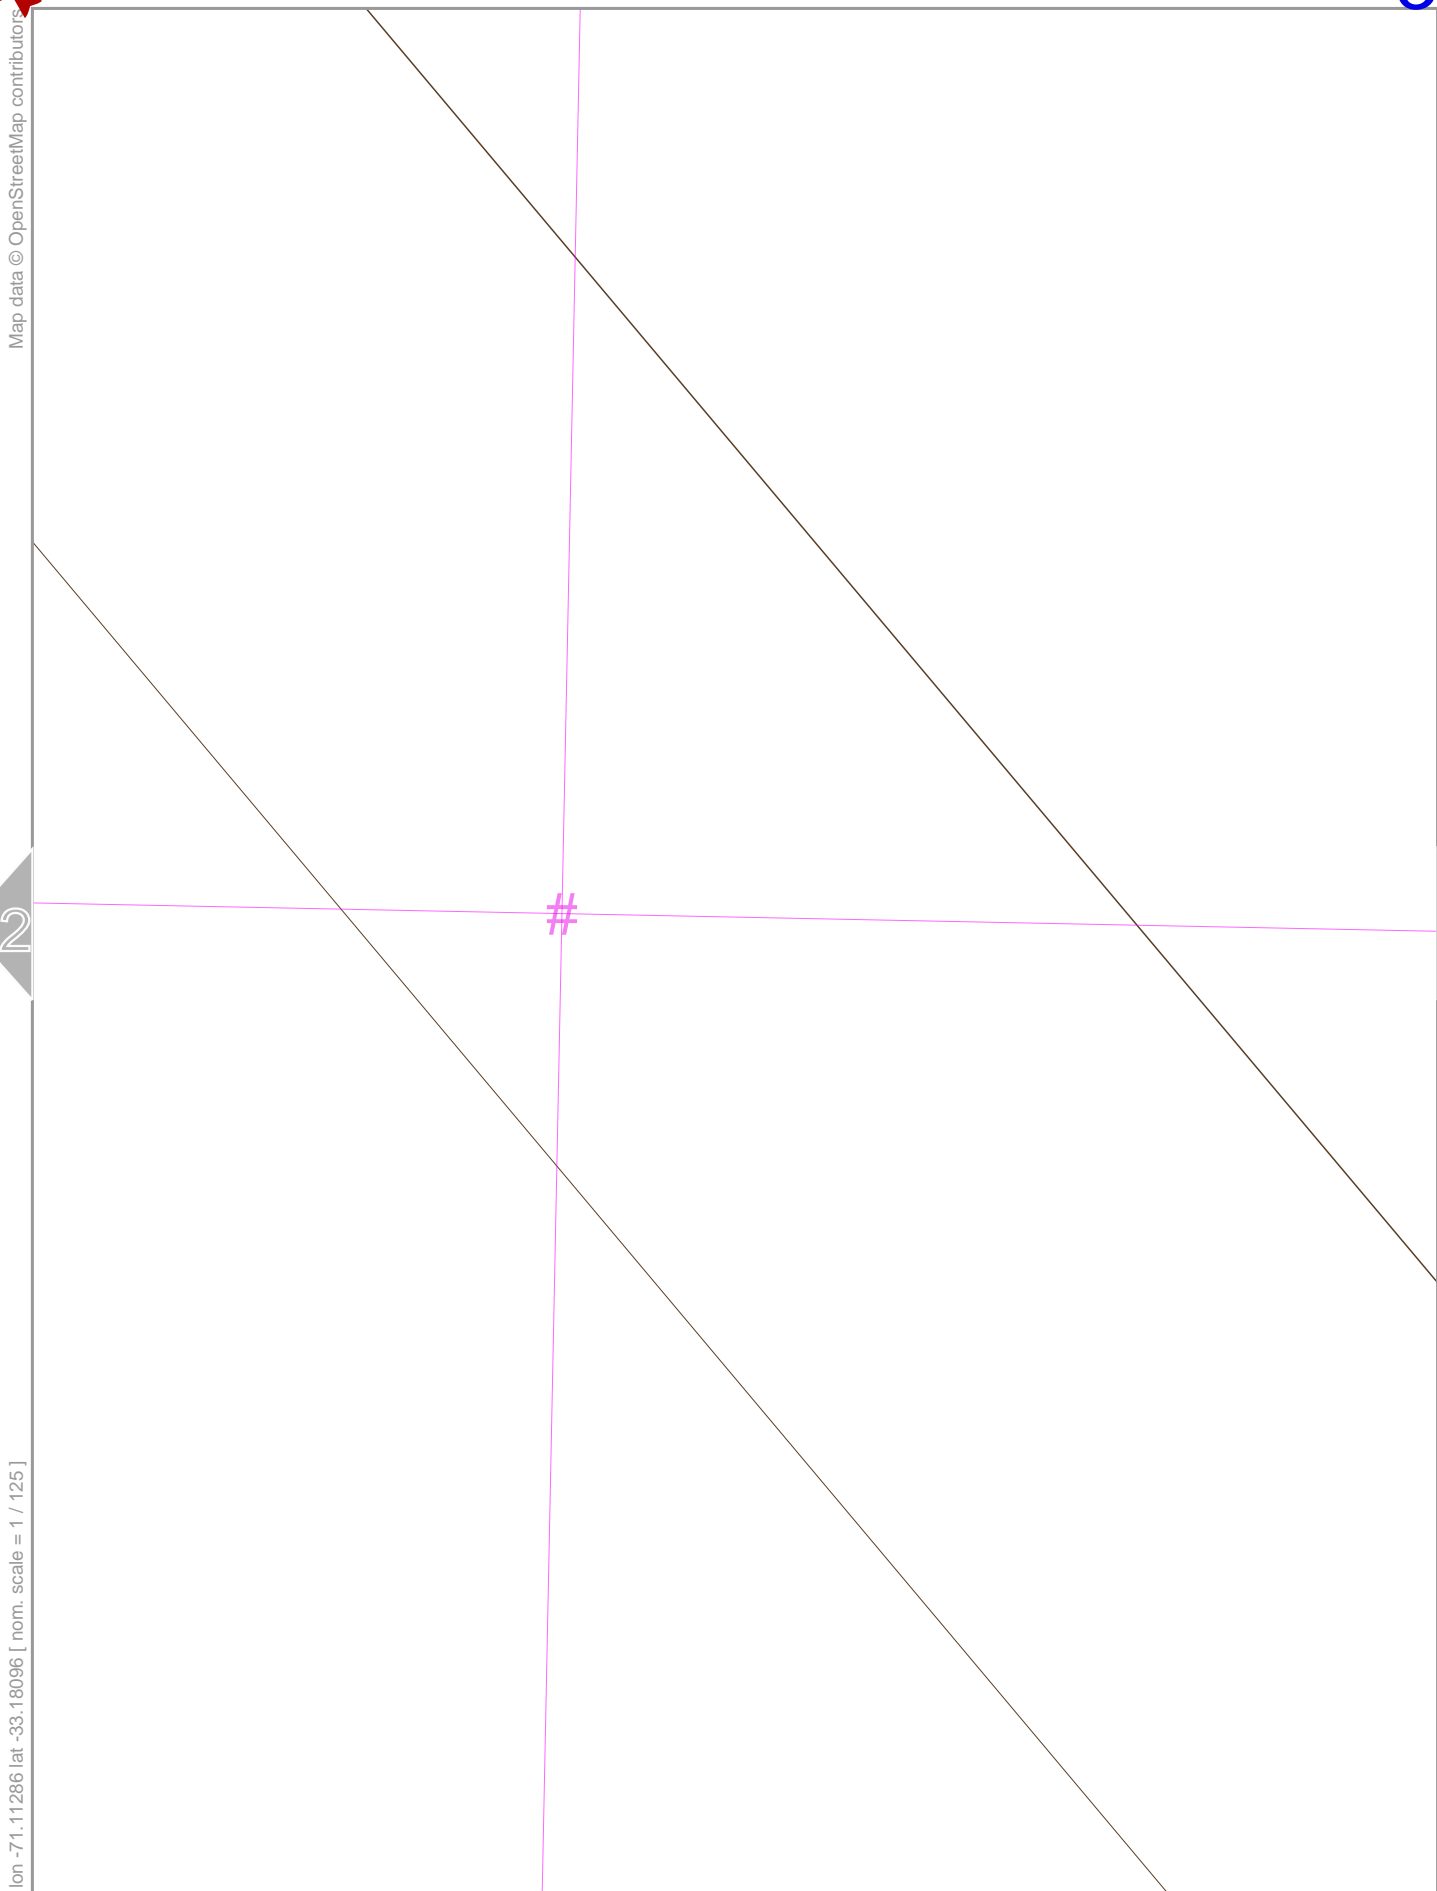 Map data © OpenStreetMap contributors
#
2
lon -71.11286 lat -33.18096 [ nom. scale = 1 / 125 ]